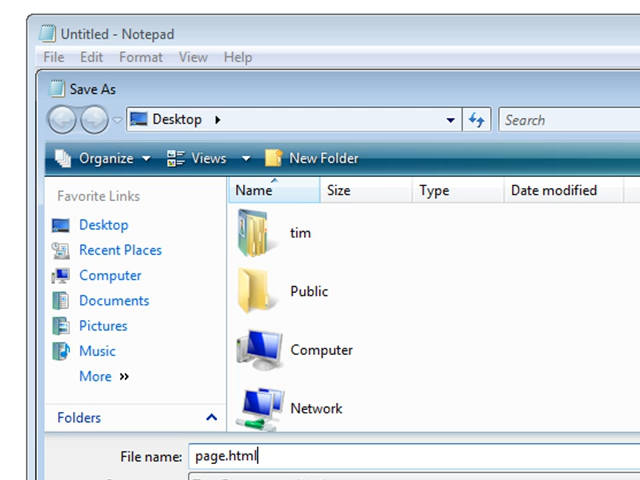 Untitled - Notepad
File Edit Format View Help
Save As
Desktop
Search
Organize Views New Folder
Favorite Links
Name Size Type Date modified
Desktop
Recent Places
Computer
Documents
Pictures
Music
More »
tim
Public
Computer
Network
Folders
File name: page.html